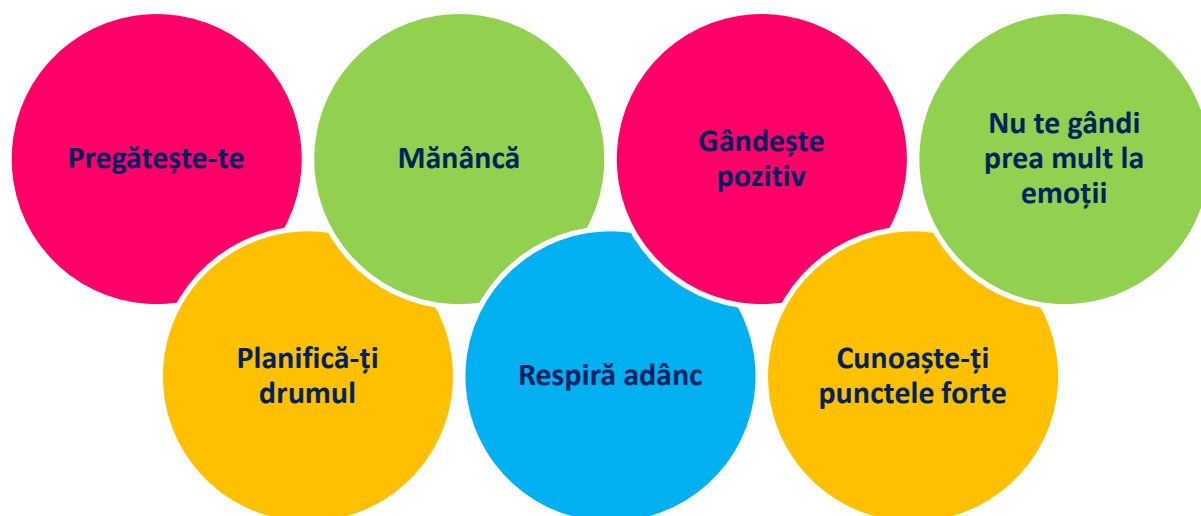 Pregătește-te
Mănâncă
Gândește
pozitiv
Nu te gândi
prea mult la
emoții
Planifică-ți
drumul
Respiră adânc
Cunoaște-ți
punctele forte